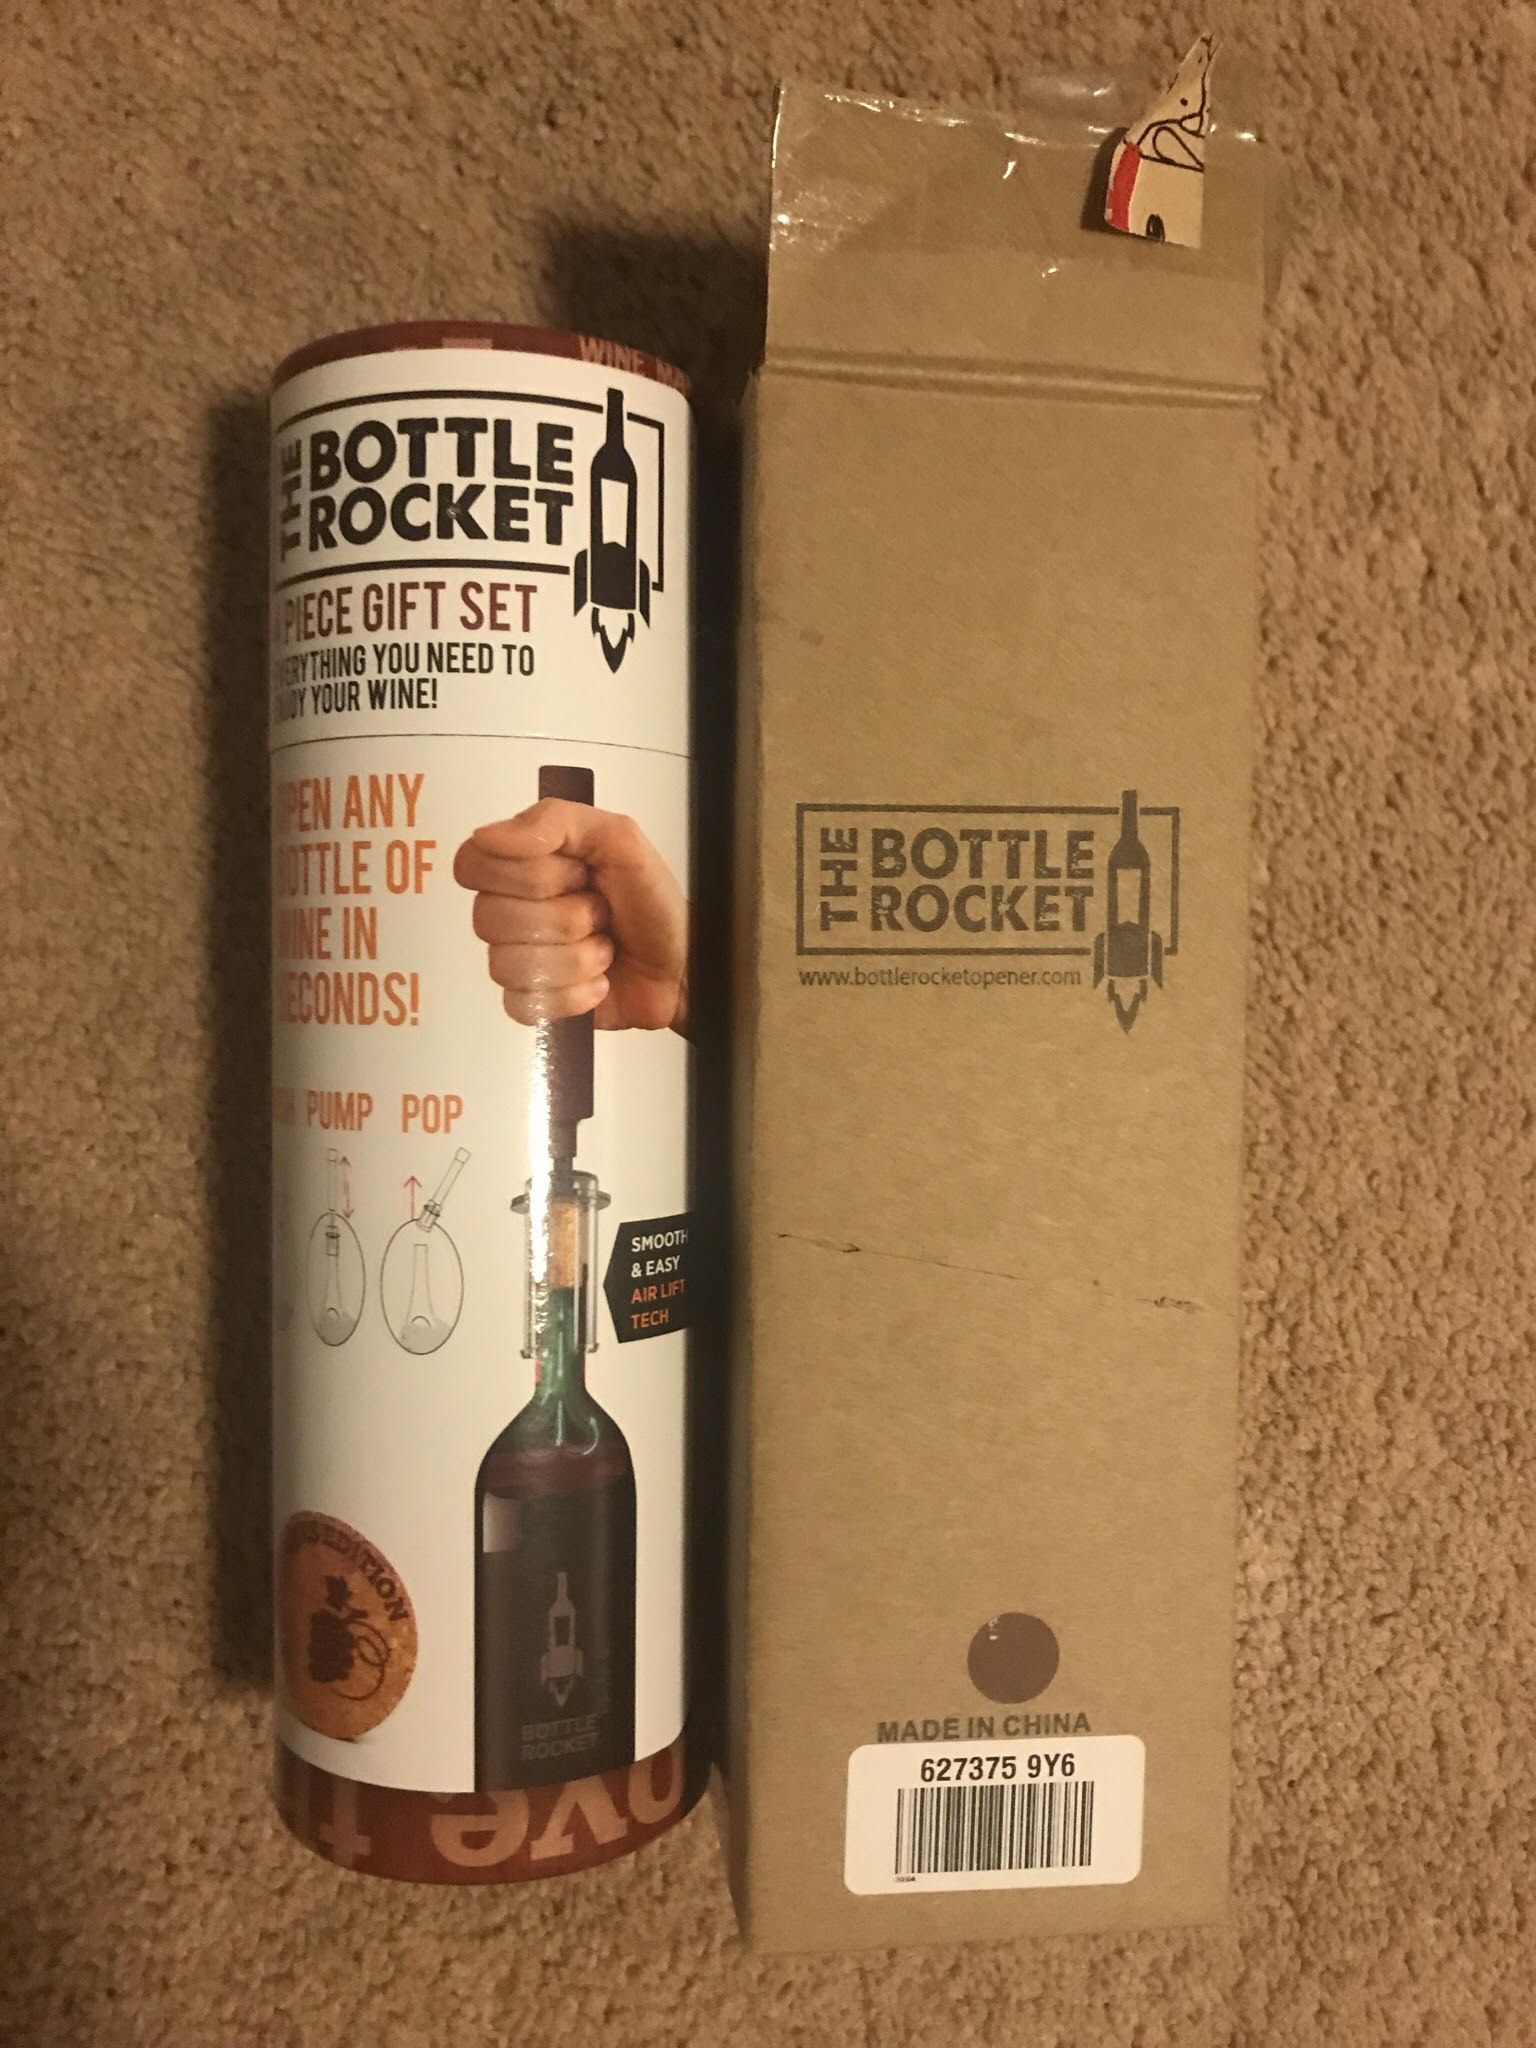 WINE
THE
BOTTLE
ROCKET
PIECE GIFT SET
EVERYTHING YOU NEED TO
YOUR WINE!
OPEN ANY
BOTTLE OF
WINE IN
SECONDS!
PUMP POP
SMOOTH
& EASY
AIR LIFT
TECH
EDITION
BOTTLE
ROCKET
THE
BOTTLE
ROCKET
www.bottlerocketopener.com
MADE IN CHINA
627375 9Y6